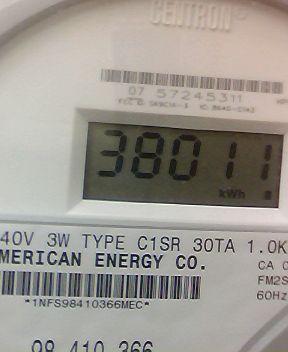 CENTRON®
07 57245311
38011
kWh
40V 3W TYPE C1SR 30TA 1.0K
MERICAN ENERGY CO.
CA 0
FM2S
60Hz
*1NFS98410366MEC*
98 410 366